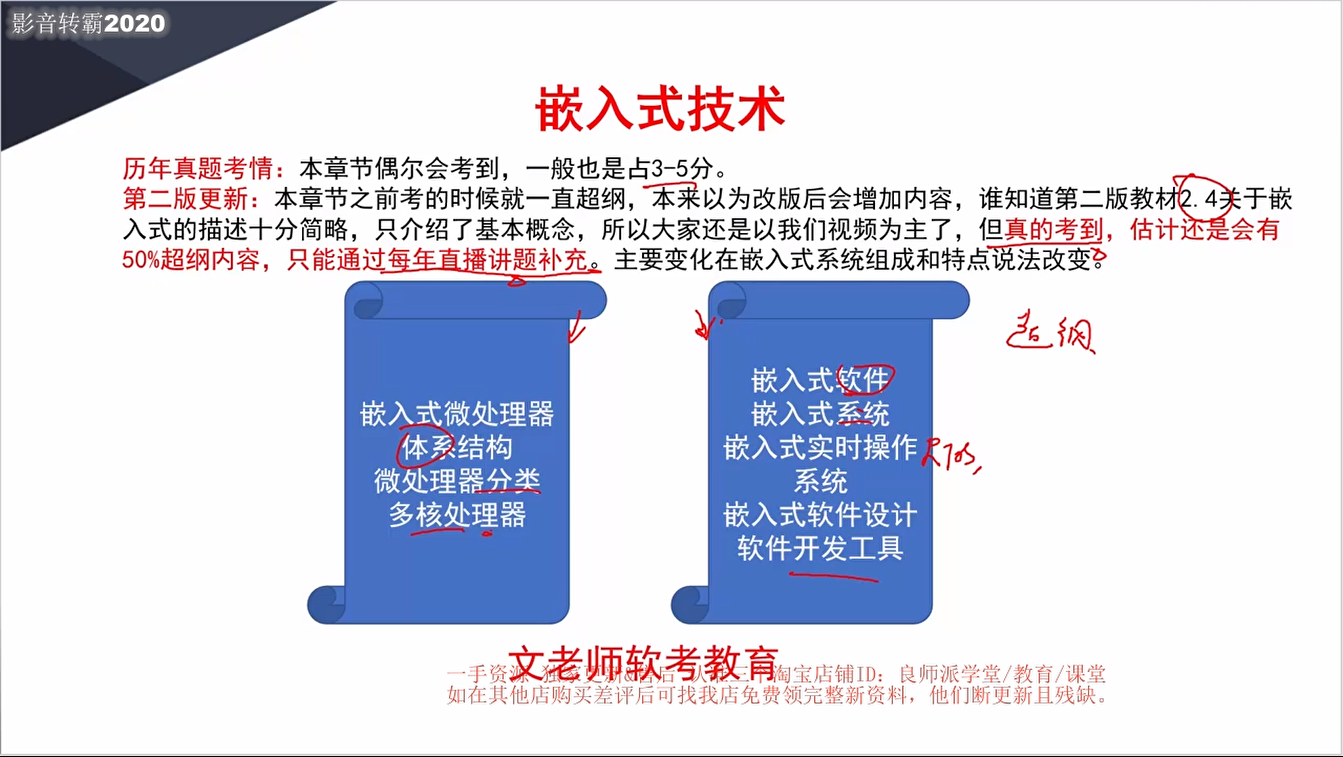 影音转霸2020
嵌入式技术
历年真题考情：本章节偶尔会考到，一般也是占3-5分。
第二版更新：本章节之前考的时候就一直超纲，本来以为改版后会增加内容，谁知道第二版教材2.4关于嵌
入式的描述十分简略，只介绍了基本概念，所以大家还是以我们视频为主了，但真的考到，估计还是会有
50%超纲内容，只能通过每年直播讲题补充。主要变化在嵌入式系统组成和特点说法改变。
嵌入式微处理器
体系结构
微处理器分类
多核处理器
嵌入式软件
嵌入式系统
嵌入式实时操作
系统
嵌入式软件设计
软件开发工具
超纲
文老师软考教育
一手资源 独家更新&售后 认准三个淘宝店铺ID：良师派学堂/教育/课堂
如在其他店购买差评后可找我店免费领完整新资料，他们断更新且残缺。